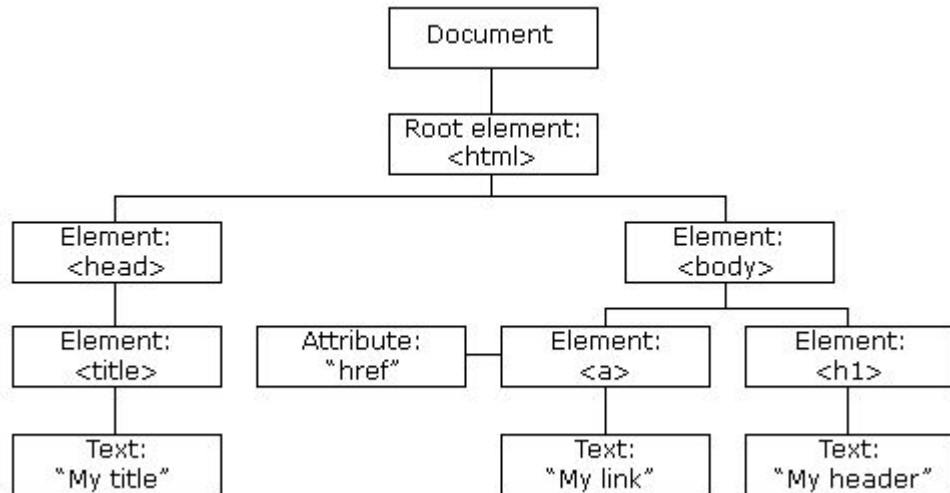 Document
Root element:
<html>
Element:
<head>
Element:
<body>
Element:
<title>
Attribute:
“href”
Element:
<a>
Element:
<h1>
Text:
“My title”
Text:
“My link”
Text:
“My header”